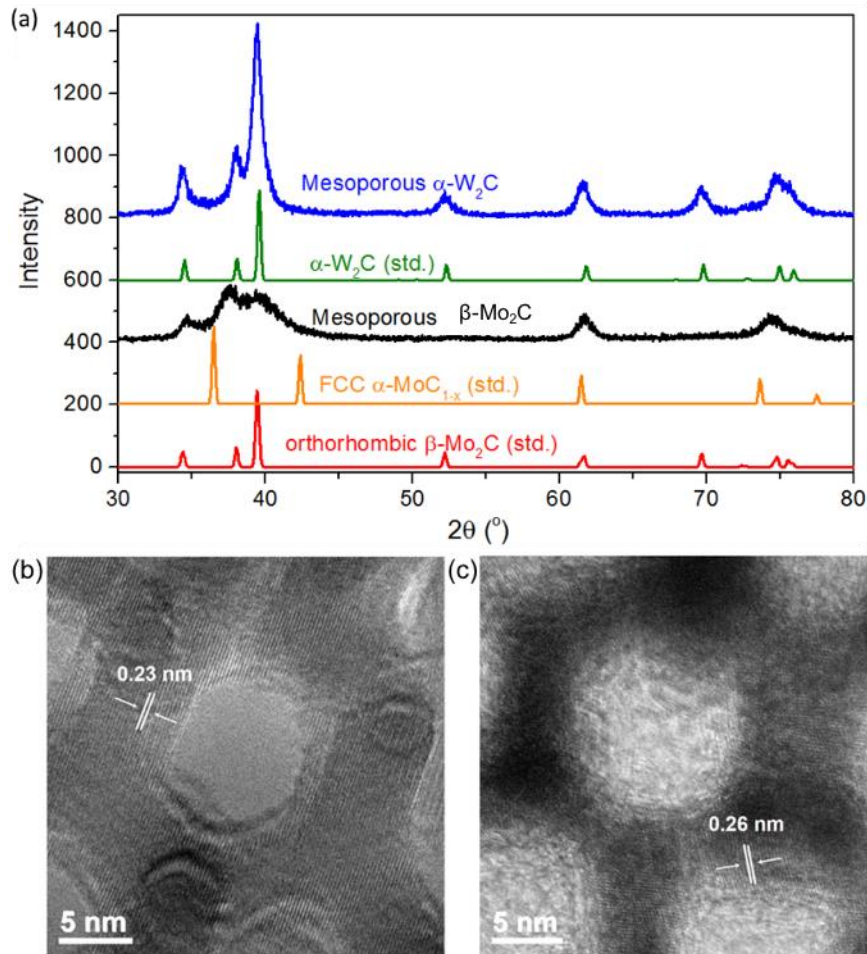 (a)
1400
1200
1000
800
600
400
200
0
Intensity
Mesoporous α-W₂C
α-W₂C (std.)
Mesoporous β-Mo₂C
FCC α-MoC₁₋ₓ (std.)
orthorhombic β-Mo₂C (std.)
30 40 50 60 70 80
2θ (°)
(b)
0.23 nm
5 nm
(c)
0.26 nm
5 nm